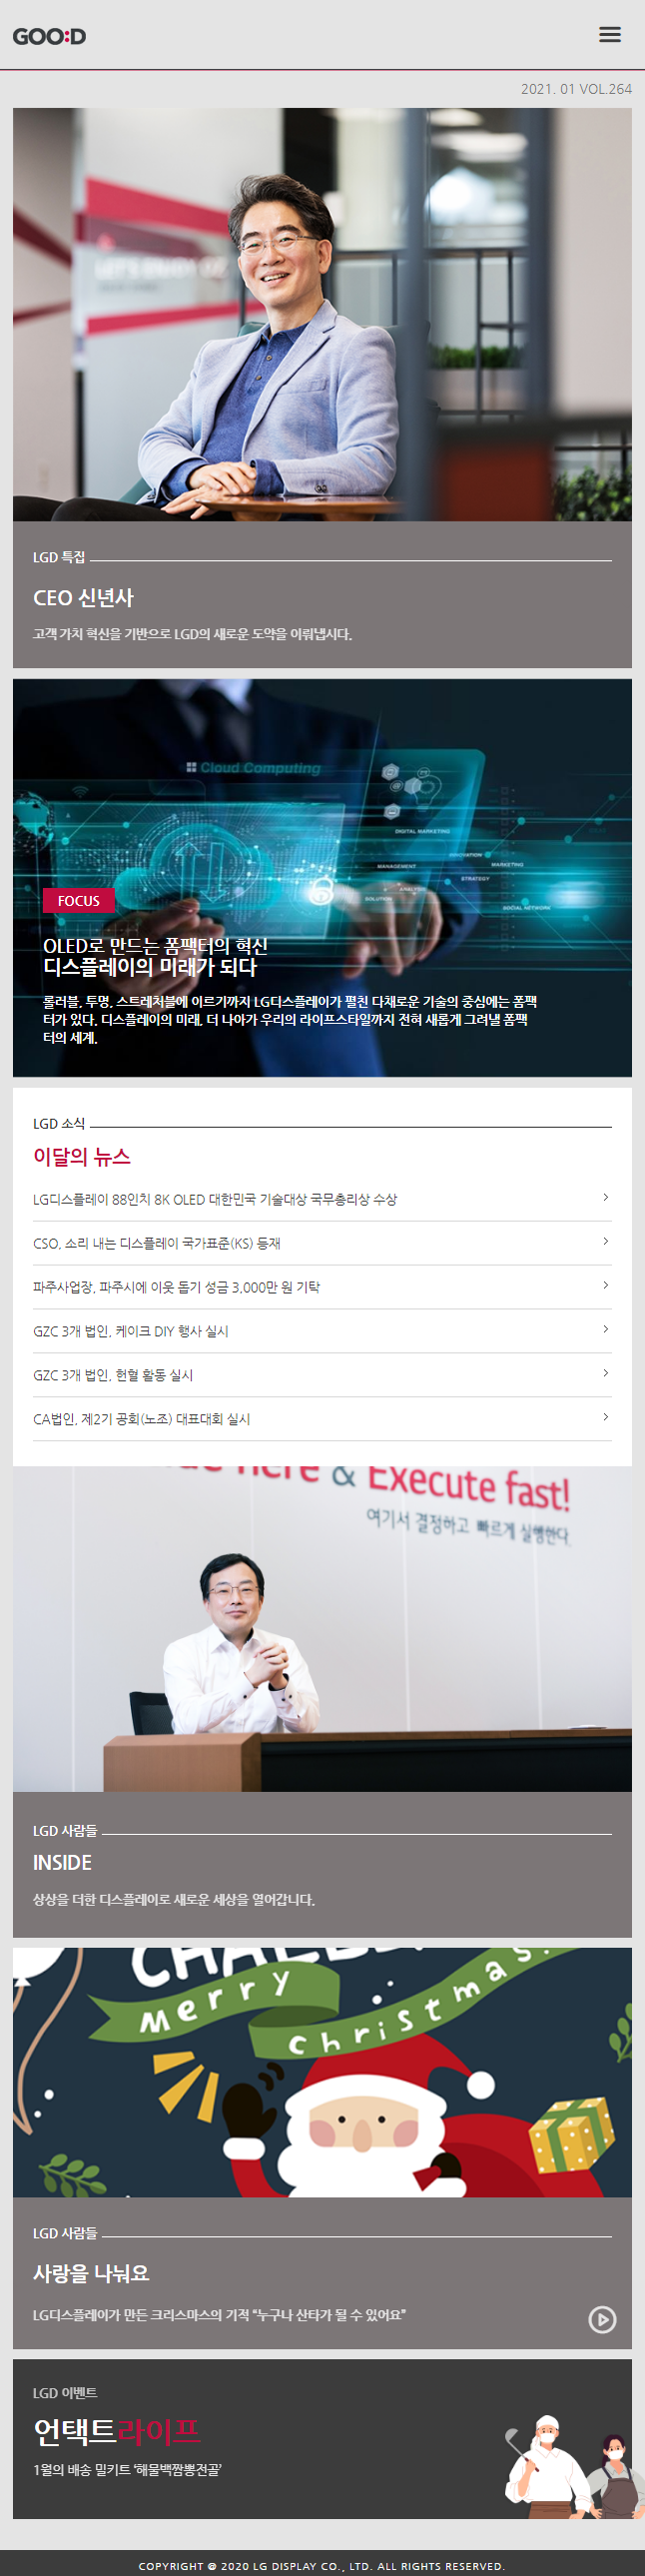 GOO:D
2021. 01 VOL.264
LGD 특집
CEO 신년사
고객 가치 혁신을 기반으로 LGD의 새로운 도약을 이뤄냅시다.
Cloud Computing
DIGITAL MARKETING
INNOVATION
MANAGEMENT
MARKETING
STRATEGY
ANALYSIS
SOLUTION
SOCIAL NETWORK
FOCUS
OLED로 만드는 폼팩터의 혁신
디스플레이의 미래가 되다
롤러블, 투명, 스트레처블에 이르기까지 LG디스플레이가 펼친 다채로운 기술의 중심에는 폼팩
터가 있다. 디스플레이의 미래, 더 나아가 우리의 라이프스타일까지 전혀 새롭게 그려낼 폼팩
터의 세계.
LGD 소식
이달의 뉴스
LG디스플레이 88인치 8K OLED 대한민국 기술대상 국무총리상 수상
CSO, 소리 내는 디스플레이 국가표준(KS) 등재
파주사업장, 파주시에 이웃 돕기 성금 3,000만 원 기탁
GZC 3개 법인, 케이크 DIY 행사 실시
GZC 3개 법인, 헌혈 활동 실시
CA법인, 제2기 공회(노조) 대표대회 실시
here & Execute fast!
여기서 결정하고 빠르게 실행한다.
LGD 사람들
INSIDE
상상을 더한 디스플레이로 새로운 세상을 열어갑니다.
Merry Christmas.
LGD 사람들
사랑을 나눠요
LG디스플레이가 만든 크리스마스의 기적 “누구나 산타가 될 수 있어요”
LGD 이벤트
언택트라이프
1월의 배송 밀키트 ‘해물백짬뽕전골’
COPYRIGHT @ 2020 LG DISPLAY CO., LTD. ALL RIGHTS RESERVED.